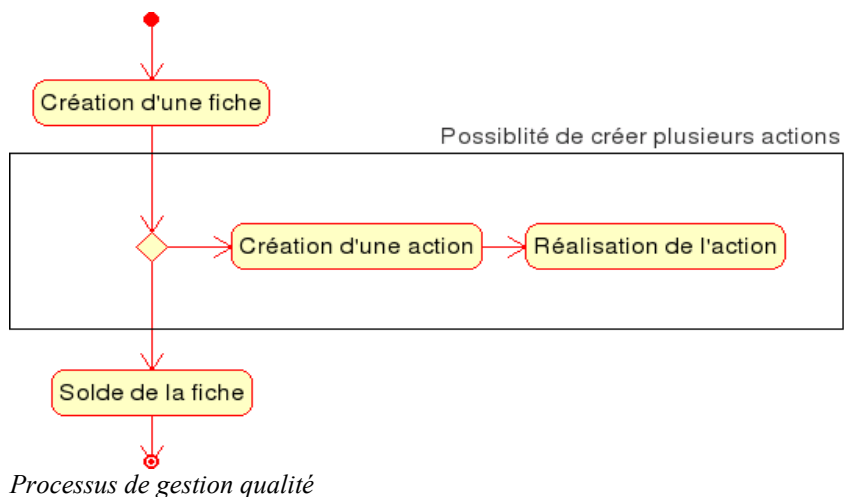 Création d'une fiche
Possiblité de créer plusieurs actions
Création d'une action
Réalisation de l'action
Solde de la fiche
Processus de gestion qualité